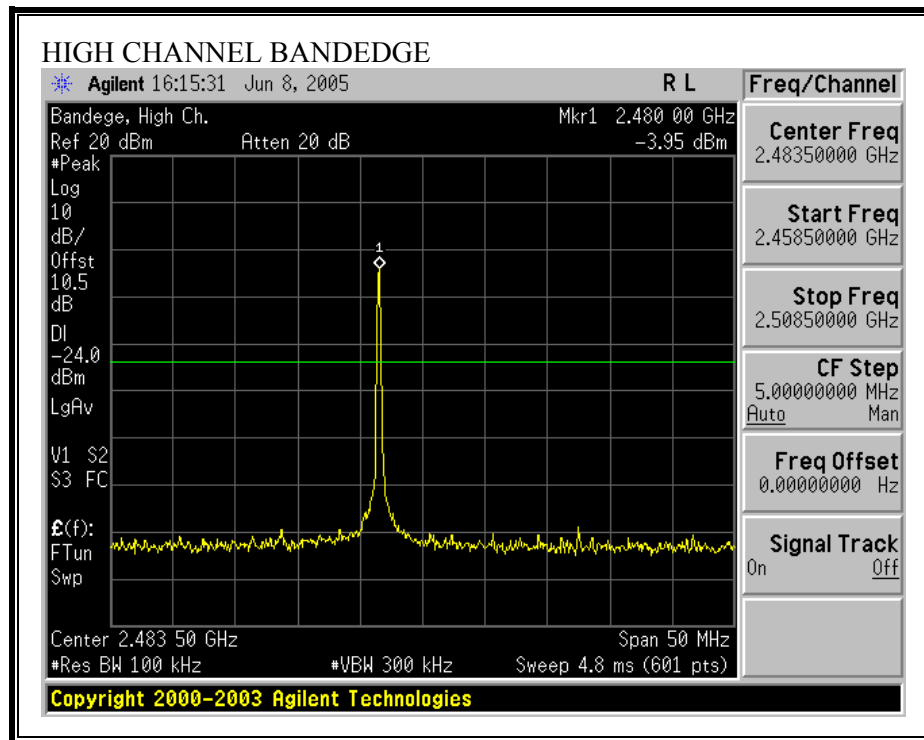 HIGH CHANNEL BANDEDGE
Agilent 16:15:31 Jun 8, 2005 R L
Bandege, High Ch. Mkr1 2.480 00 GHz
Ref 20 dBm Atten 20 dB -3.95 dBm
#Peak
Log
10
dB/
Offst
10.5
dB
DI
-24.0
dBm
LgAv
V1 S2
S3 FC
£(f):
FTun
Swp
1
Center 2.483 50 GHz Span 50 MHz
#Res BW 100 kHz #VBW 300 kHz Sweep 4.8 ms (601 pts)
Copyright 2000-2003 Agilent Technologies
Freq/Channel
Center Freq
2.48350000 GHz
Start Freq
2.45850000 GHz
Stop Freq
2.50850000 GHz
CF Step
5.00000000 MHz
Auto Man
Freq Offset
0.00000000 Hz
Signal Track
On Off